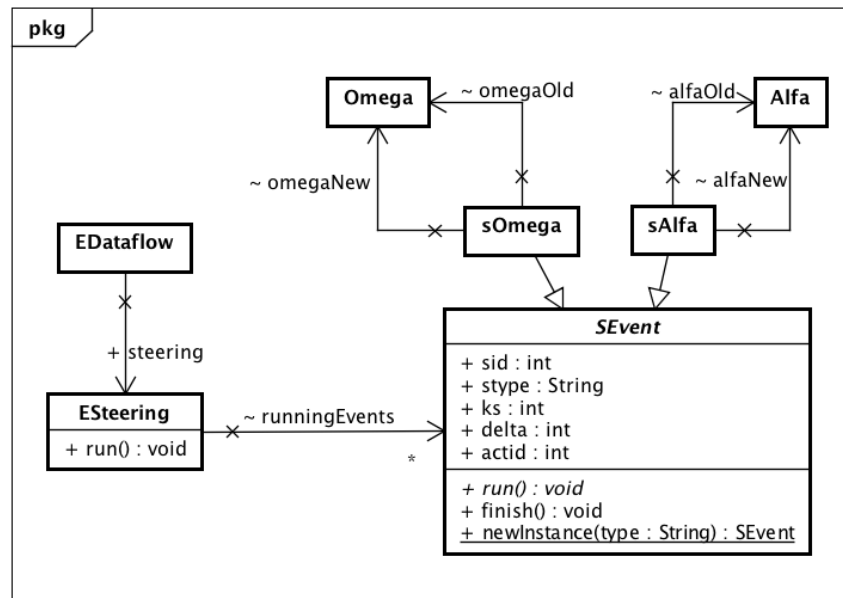 pkg
Omega
~ omegaOld
~ alfaOld
Alfa
~ omegaNew
~ alfaNew
sOmega
sAlfa
EDataflow
+ steering
SEvent
+ sid : int
+ stype : String
+ ks : int
+ delta : int
+ actid : int
+ run() : void
+ finish() : void
+ newInstance(type : String) : SEvent
ESteering
+ run() : void
~ runningEvents
*